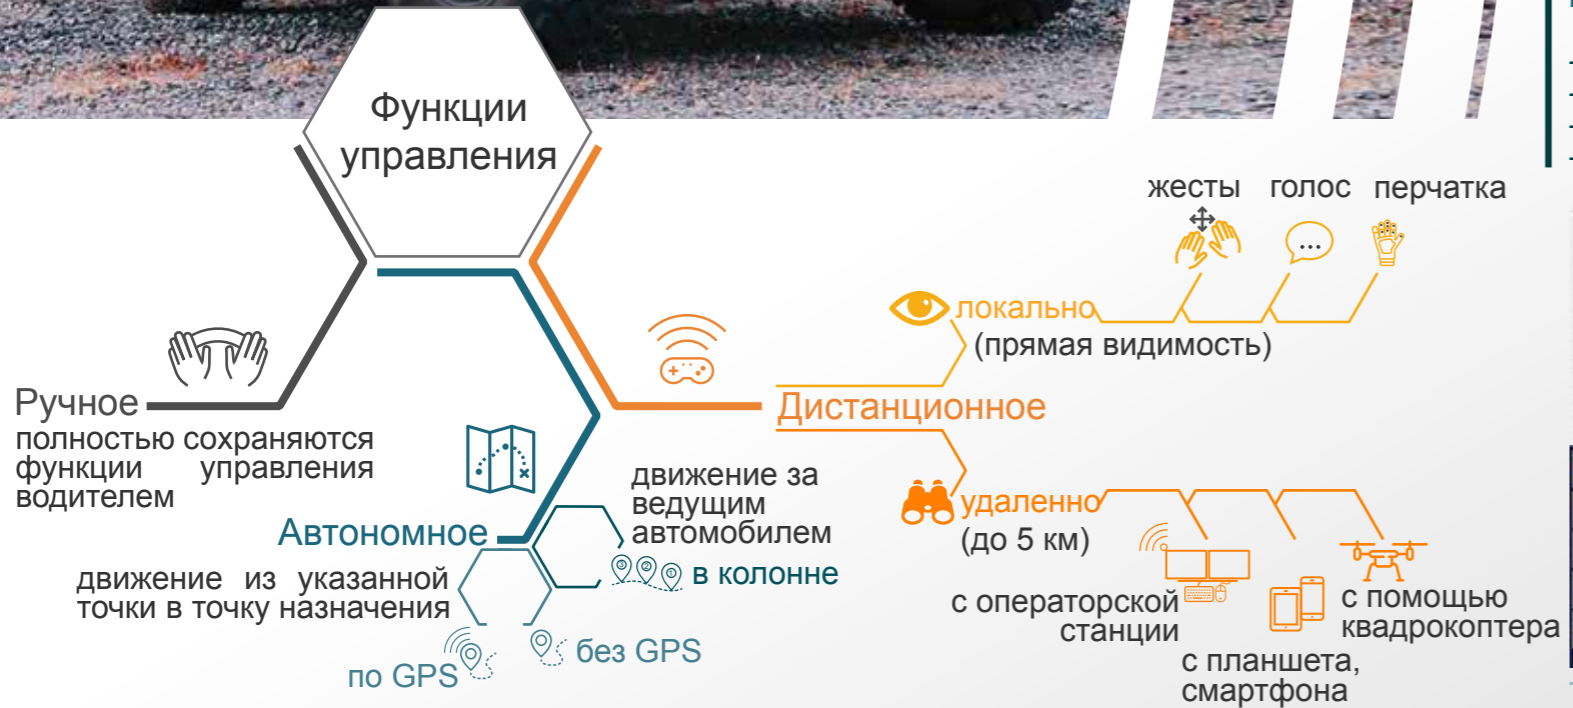 Функции
управления
Ручное
полностью сохраняются
функции управления
водителем
Автономное
движение из указанной
точки в точку назначения
по GPS
без GPS
движение за
ведущим
автомобилем
в колонне
Дистанционное
локально
(прямая видимость)
жесты
голос
перчатка
удаленно
(до 5 км)
с операторской
станции
с планшета,
смартфона
с помощью
квадрокоптера